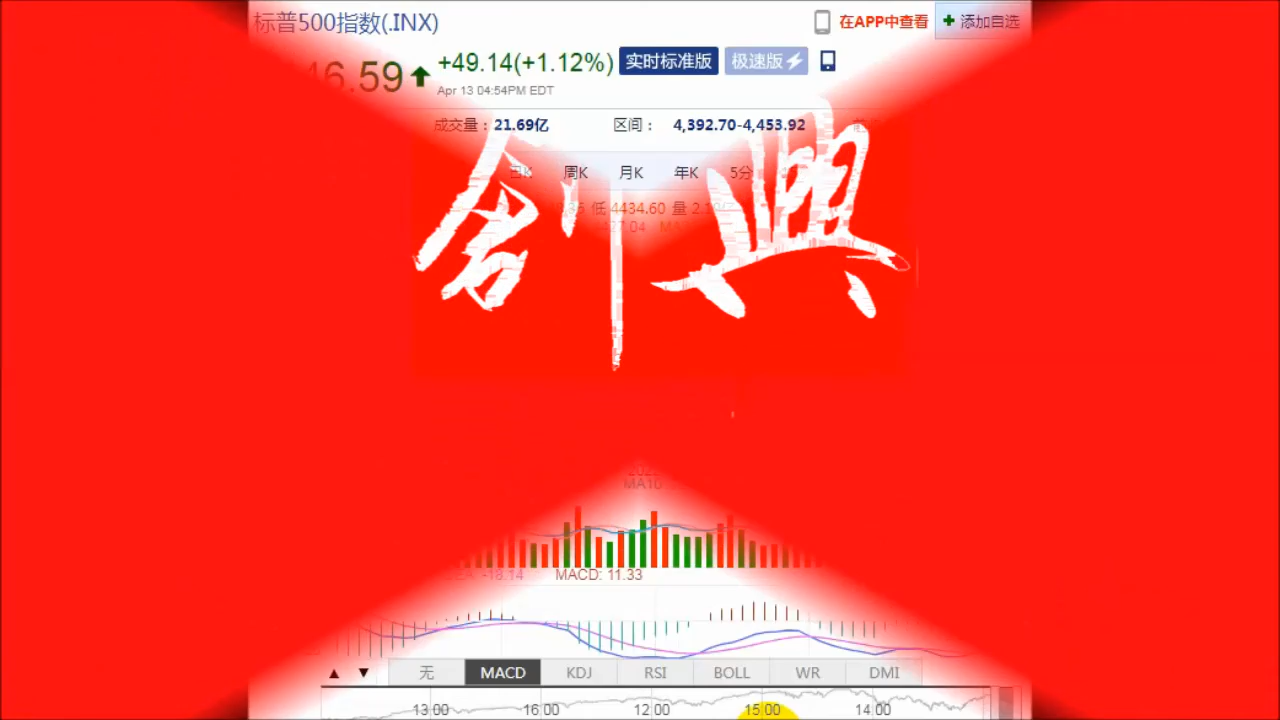 标普500指数(.INX)
在APP中查看
添加自选
46.59
+49.14(+1.12%)
实时标准版
极速版
Apr 13 04:54PM EDT
成交量：21.69亿
区间：4,392.70-4,453.92
日K 周K 月K 年K 5分
低 4434.60 量
創興
MA10
MACD: 11.33
无 MACD KDJ RSI BOLL WR DMI
13:00 16:00 12:00 15:00 14:00